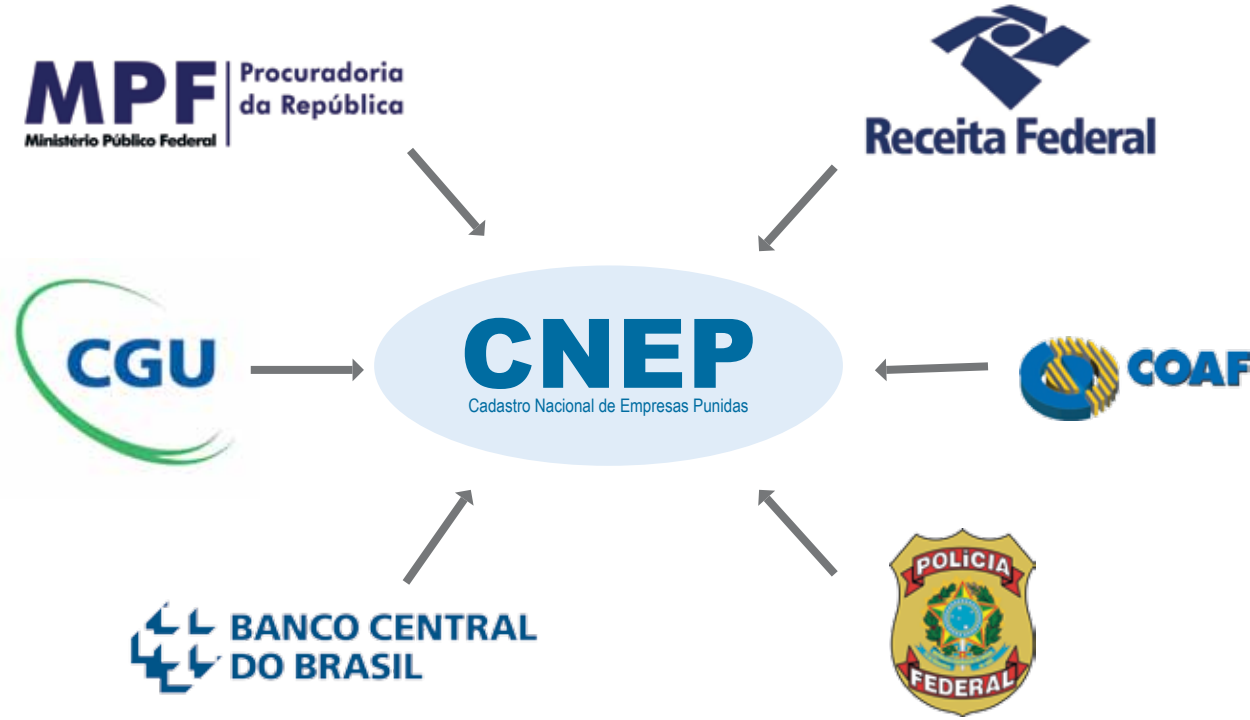 MPF
Ministério Público Federal
Procuradoria
da República
Receita Federal
CGU
CNEP
Cadastro Nacional de Empresas Punidas
COAF
BANCO CENTRAL
DO BRASIL
POLíCIA
FEDERAL